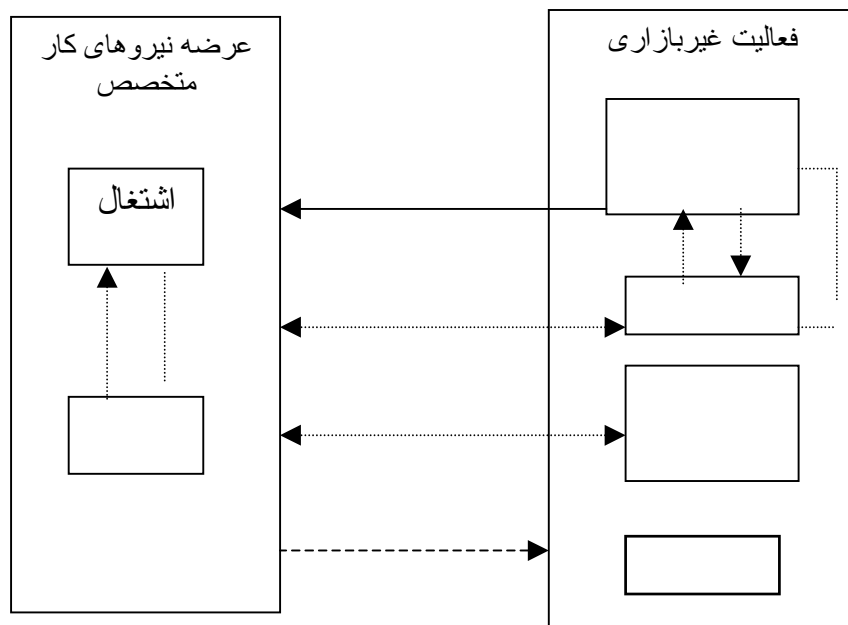 فعالیت غیربازاری
عرضه نیروهای کار
متخصص
اشتغال